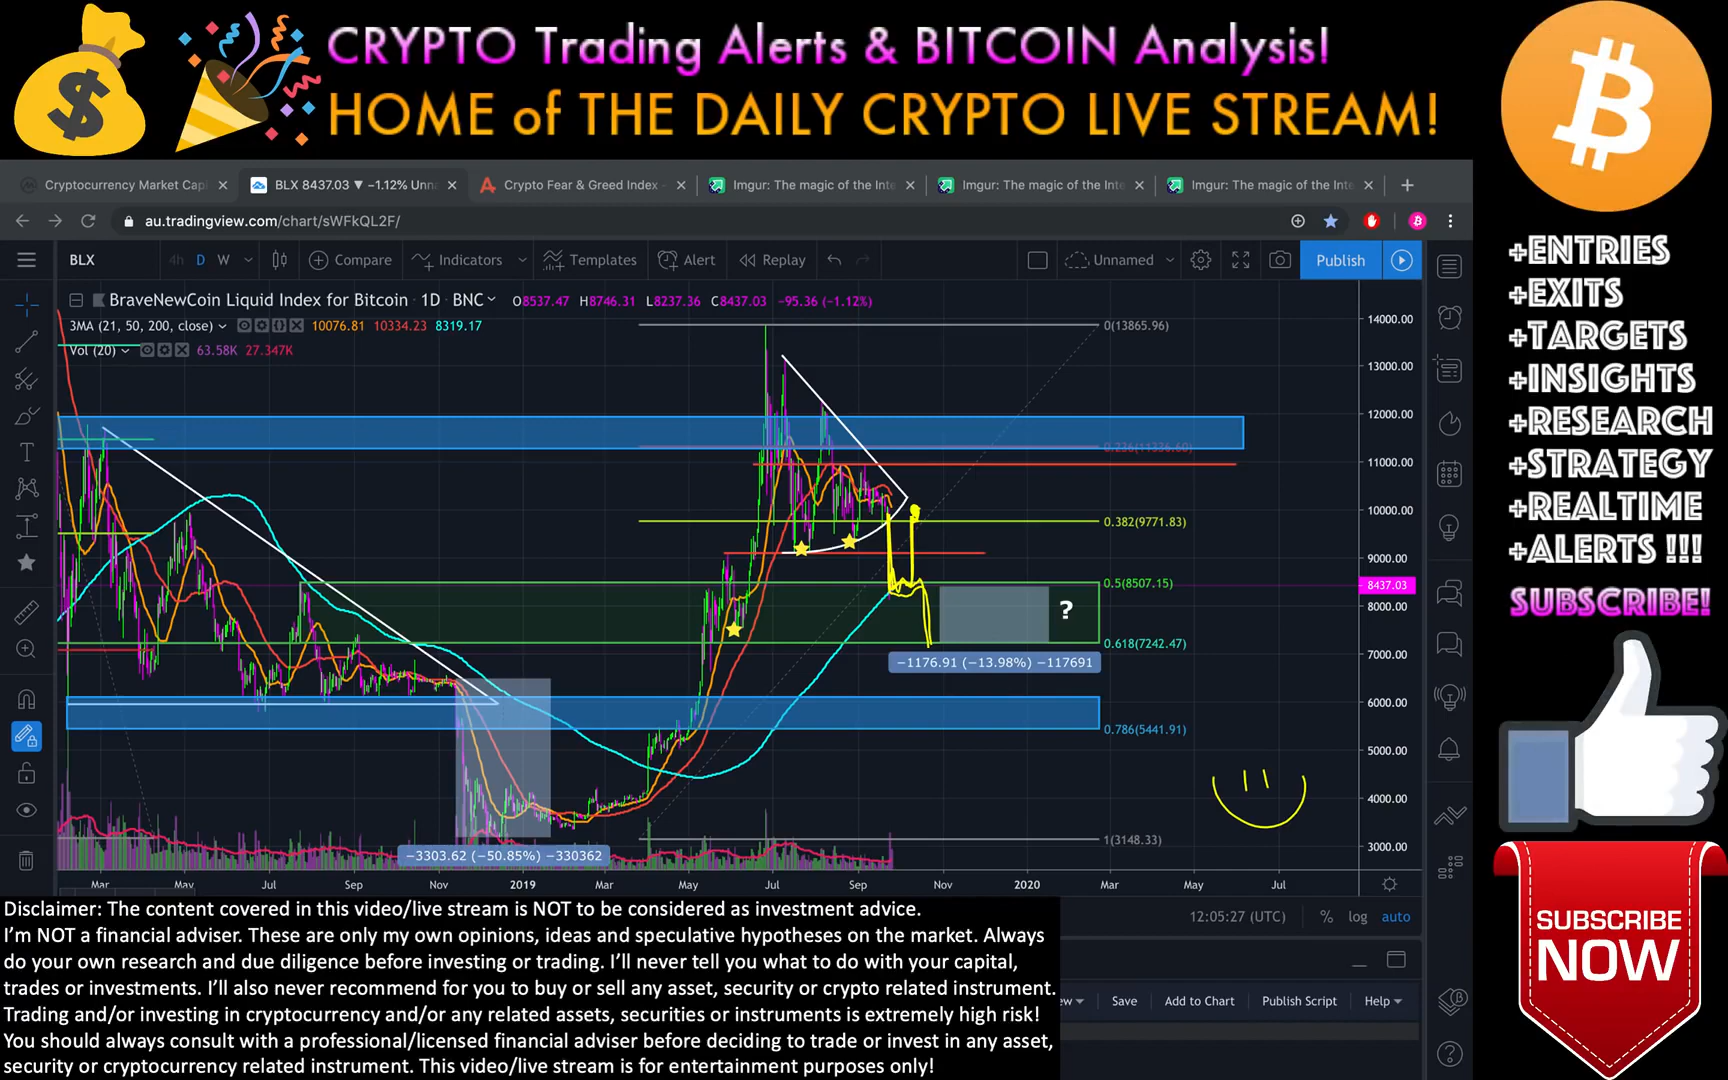 CRYPTO Trading Alerts & BITCOIN Analysis!
HOME of THE DAILY CRYPTO LIVE STREAM!
Cryptocurrency Market Cap
BLX 8437.03 ▼ −1.12% Unna
Crypto Fear & Greed Index -
Imgur: The magic of the Inte
Imgur: The magic of the Inte
Imgur: The magic of the Inte
au.tradingview.com/chart/sWFkQL2F/
BLX 4h D W Compare Indicators Templates Alert Replay Unnamed Publish
BraveNewCoin Liquid Index for Bitcoin · 1D · BNC O8537.47 H8746.31 L8237.36 C8437.03 −95.36 (−1.12%)
3MA (21, 50, 200, close) 10076.81 10334.23 8319.17
Vol (20) 63.58K 27.347K
0(13865.96)
0.236(11336.60)
0.382(9771.83)
0.5(8507.15)
?
0.618(7242.47)
−1176.91 (−13.98%) −117691
0.786(5441.91)
1(3148.33)
−3303.62 (−50.85%) −330362
14000.00
13000.00
12000.00
11000.00
10000.00
9000.00
8437.03
8000.00
7000.00
6000.00
5000.00
4000.00
3000.00
Mar May Jul Sep Nov 2019 Mar May Jul Sep Nov 2020 Mar May Jul
12:05:27 (UTC) % log auto
Save Add to Chart Publish Script Help
+ENTRIES
+EXITS
+TARGETS
+INSIGHTS
+RESEARCH
+STRATEGY
+REALTIME
+ALERTS !!!
SUBSCRIBE!
SUBSCRIBE
NOW
Disclaimer: The content covered in this video/live stream is NOT to be considered as investment advice.
I'm NOT a financial adviser. These are only my own opinions, ideas and speculative hypotheses on the market. Always
do your own research and due diligence before investing or trading. I'll never tell you what to do with your capital,
trades or investments. I'll also never recommend for you to buy or sell any asset, security or crypto related instrument.
Trading and/or investing in cryptocurrency and/or any related assets, securities or instruments is extremely high risk!
You should always consult with a professional/licensed financial adviser before deciding to trade or invest in any asset,
security or cryptocurrency related instrument. This video/live stream is for entertainment purposes only!